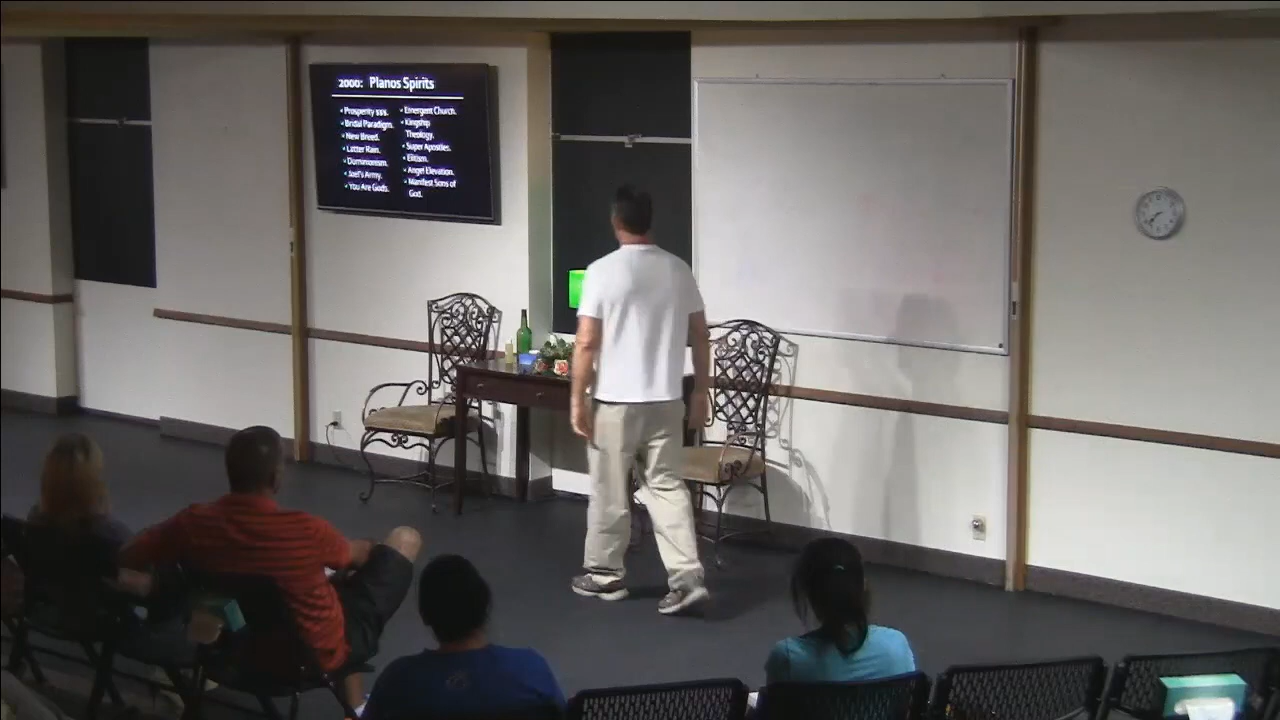 2000: Planos Spirits
• Prosperity $$$.
• Bridal Paradigm.
• New Breed.
• Latter Rain.
• Dominionism.
• Joel's Army.
• You Are Gods.
• Emergent Church.
• Kingship
Theology.
• Super Apostles.
• Elitism.
• Angel Elevation.
• Manifest Sons of
God.